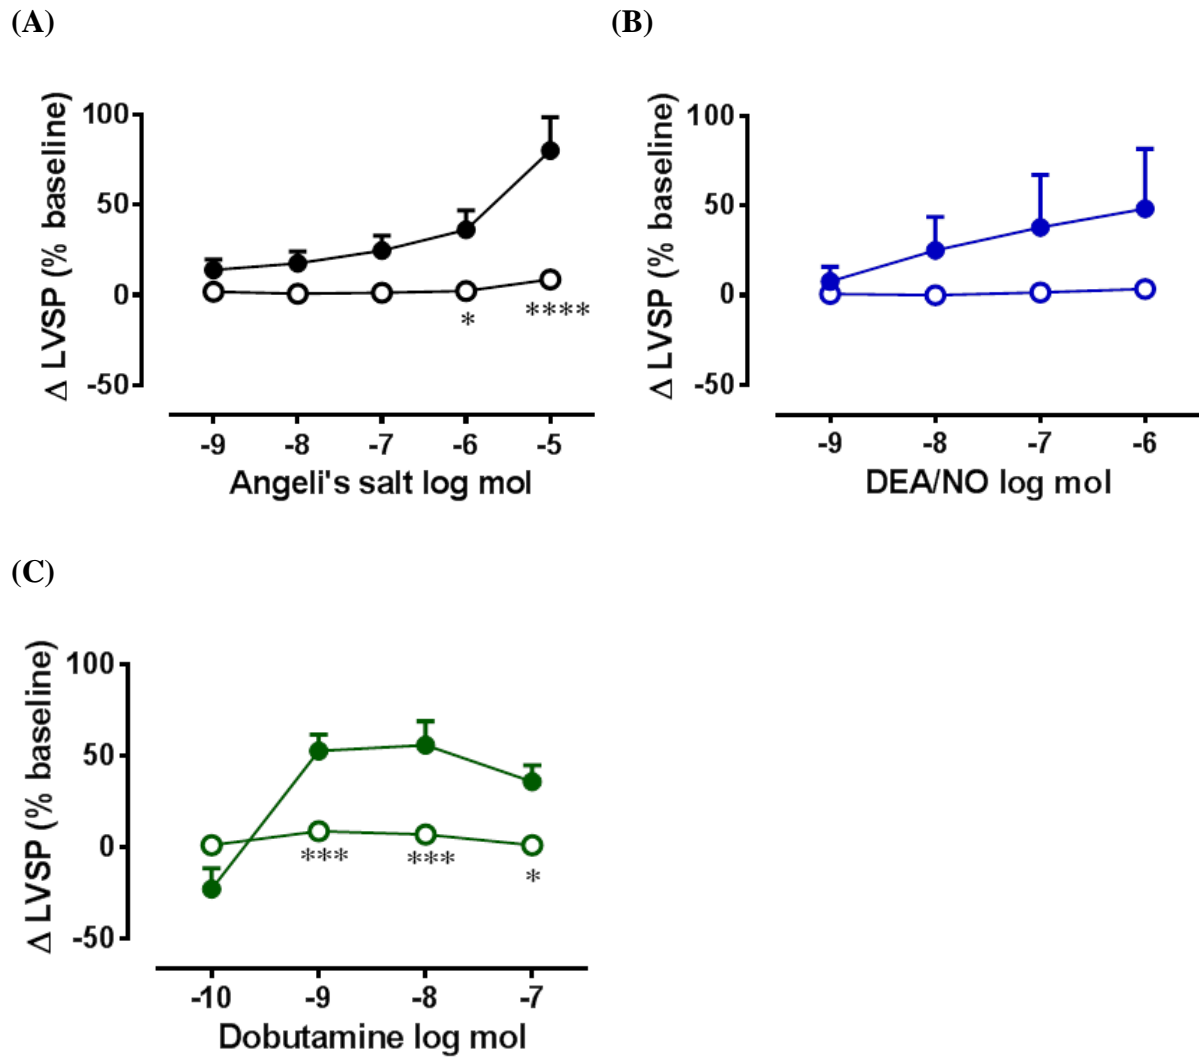 (A)
Δ LVSP (% baseline)
100
50
0
-50
*
****
-9 -8 -7 -6 -5
Angeli's salt log mol
(B)
Δ LVSP (% baseline)
100
50
0
-50
-9 -8 -7 -6
DEA/NO log mol
(C)
Δ LVSP (% baseline)
100
50
0
-50
*** *** *
-10 -9 -8 -7
Dobutamine log mol